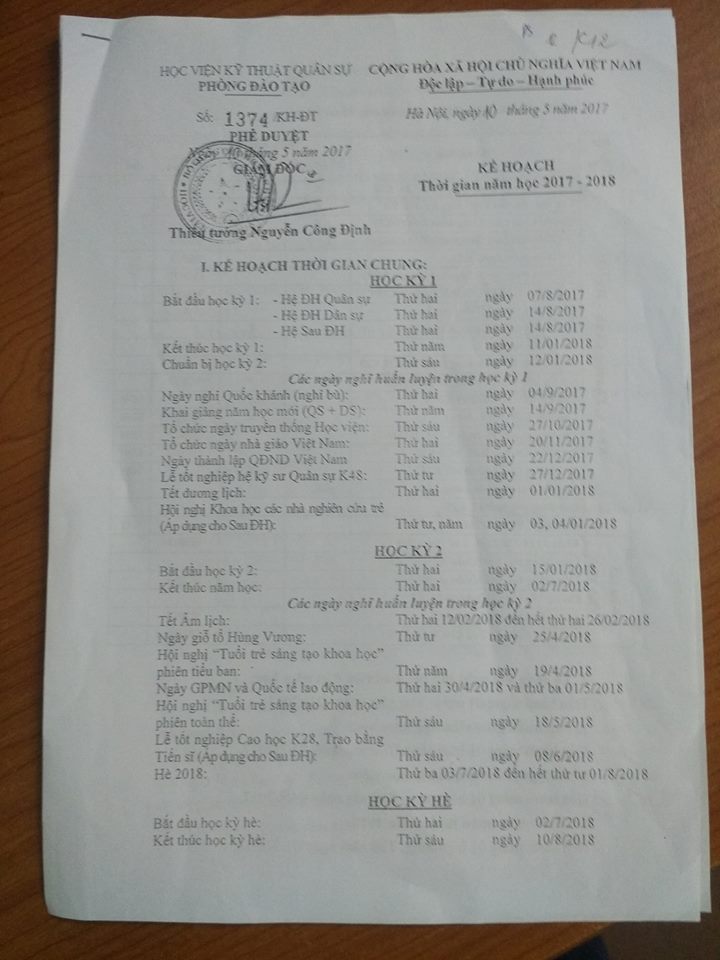 K12
HỌC VIỆN KỸ THUẬT QUÂN SỰ
PHÒNG ĐÀO TẠO
CỘNG HÒA XÃ HỘI CHỦ NGHĨA VIỆT NAM
Độc lập – Tự do – Hạnh phúc
Số: 1374 /KH-ĐT
Hà Nội, ngày 10 tháng 5 năm 2017
PHÊ DUYỆT
Ngày 10 tháng 5 năm 2017
GIÁM ĐỐC
KẾ HOẠCH
Thời gian năm học 2017 - 2018
Thiếu tướng Nguyễn Công Định
I. KẾ HOẠCH THỜI GIAN CHUNG:
HỌC KỲ 1
Bắt đầu học kỳ 1: - Hệ ĐH Quân sự Thứ hai ngày 07/8/2017
- Hệ ĐH Dân sự Thứ hai ngày 14/8/2017
- Hệ Sau ĐH Thứ hai ngày 14/8/2017
Kết thúc học kỳ 1: Thứ năm ngày 11/01/2018
Chuẩn bị học kỳ 2: Thứ sáu ngày 12/01/2018
Các ngày nghỉ huấn luyện trong học kỳ 1
Ngày nghỉ Quốc khánh (nghỉ bù): Thứ hai ngày 04/9/2017
Khai giảng năm học mới (QS + DS): Thứ năm ngày 14/9/2017
Tổ chức ngày truyền thống Học viện: Thứ sáu ngày 27/10/2017
Tổ chức ngày nhà giáo Việt Nam: Thứ hai ngày 20/11/2017
Ngày thành lập QĐND Việt Nam Thứ sáu ngày 22/12/2017
Lễ tốt nghiệp hệ kỹ sư Quân sự K48: Thứ tư ngày 27/12/2017
Tết dương lịch: Thứ hai ngày 01/01/2018
Hội nghị Khoa học các nhà nghiên cứu trẻ
(Áp dụng cho Sau ĐH): Thứ tư, năm ngày 03, 04/01/2018
HỌC KỲ 2
Bắt đầu học kỳ 2: Thứ hai ngày 15/01/2018
Kết thúc năm học: Thứ hai ngày 02/7/2018
Các ngày nghỉ huấn luyện trong học kỳ 2
Tết Âm lịch: Thứ hai 12/02/2018 đến hết thứ hai 26/02/2018
Ngày giỗ tổ Hùng Vương: Thứ tư ngày 25/4/2018
Hội nghị “Tuổi trẻ sáng tạo khoa học”
phiên tiểu ban: Thứ năm ngày 19/4/2018
Ngày GPMN và Quốc tế lao động: Thứ hai 30/4/2018 và thứ ba 01/5/2018
Hội nghị “Tuổi trẻ sáng tạo khoa học”
phiên toàn thể: Thứ sáu ngày 18/5/2018
Lễ tốt nghiệp Cao học K28, Trao bằng
Tiến sĩ (Áp dụng cho Sau ĐH): Thứ sáu ngày 08/6/2018
Hè 2018: Thứ ba 03/7/2018 đến hết thứ tư 01/8/2018
HỌC KỲ HÈ
Bắt đầu học kỳ hè: Thứ hai ngày 02/7/2018
Kết thúc học kỳ hè: Thứ sáu ngày 10/8/2018